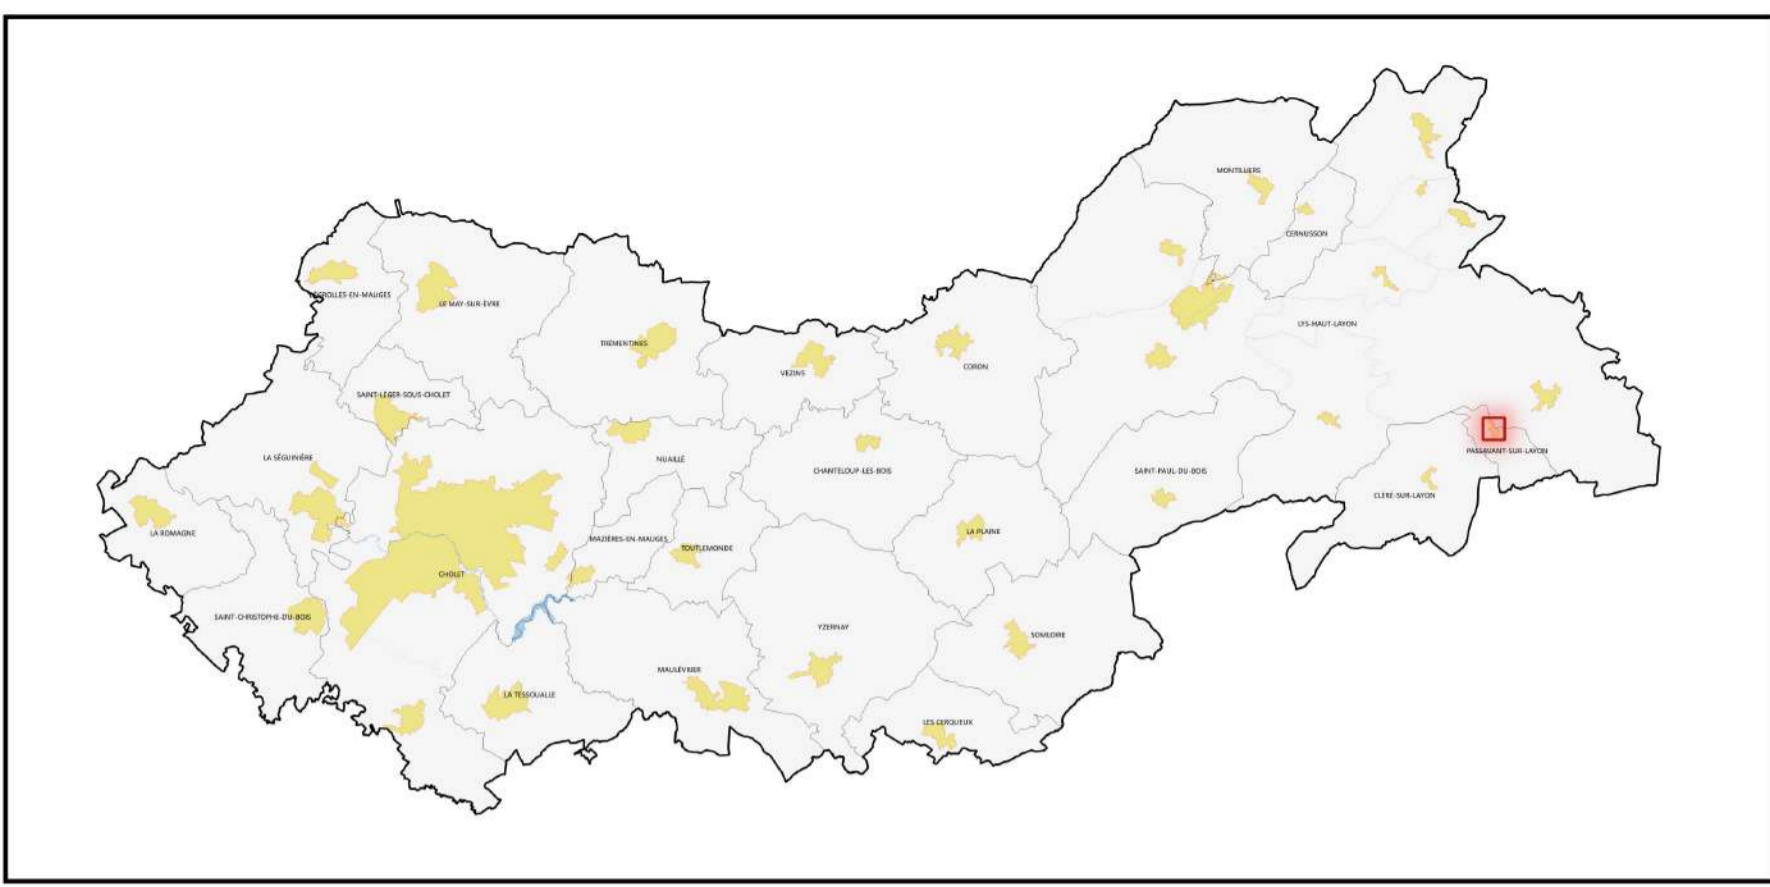 MONTILLIERS
CERNUSSON
BÉGROLLES-EN-MAUGES
LE MAY-SUR-ÈVRE
LYS-HAUT-LAYON
TRÉMENTINES
VEZINS
CORON
SAINT-LÉGER-SOUS-CHOLET
PASSAVANT-SUR-LAYON
LA SÉGUINIÈRE
NUAILLÉ
CHANTELOUP-LES-BOIS
SAINT-PAUL-DU-BOIS
CLÉRÉ-SUR-LAYON
LA ROMAGNE
LA PLAINE
MAZIÈRES-EN-MAUGES
TOUTLEMONDE
CHOLET
SAINT-CHRISTOPHE-DU-BOIS
YZERNAY
SOMLOIRE
MAULÉVRIER
LA TESSOUALLE
LES CERQUEUX